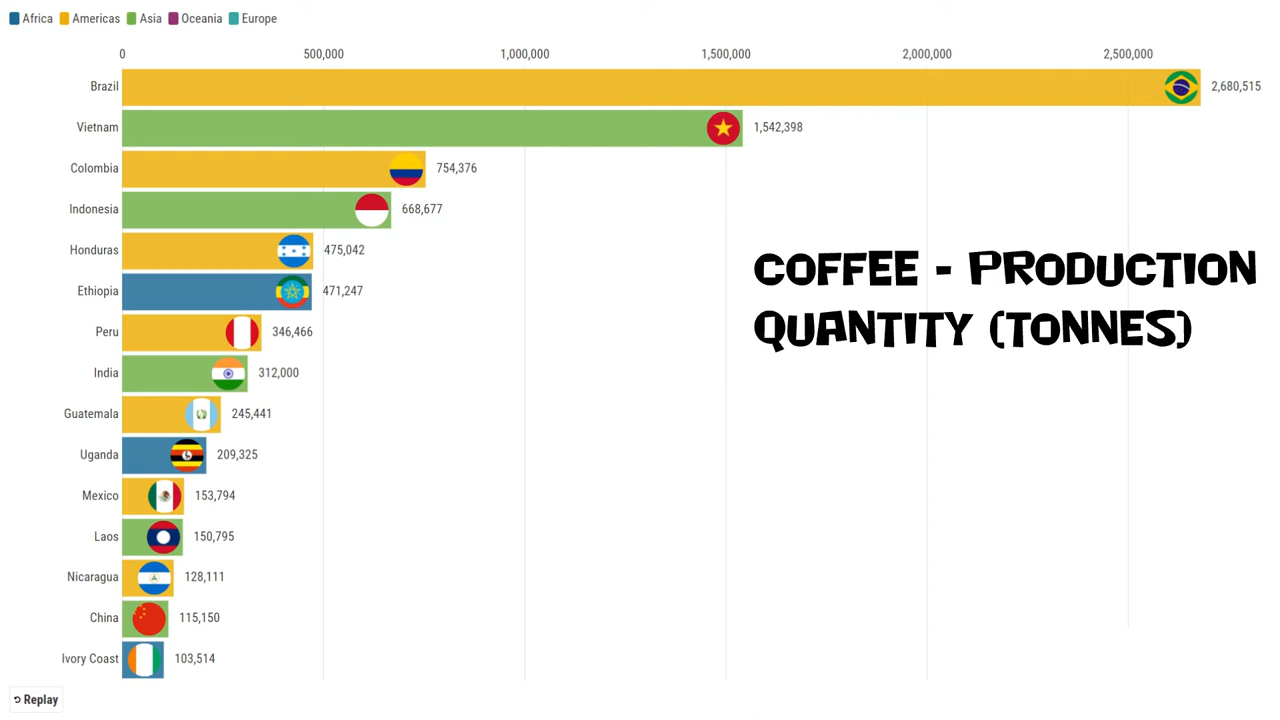 Africa Americas Asia Oceania Europe
0 500,000 1,000,000 1,500,000 2,000,000 2,500,000
Brazil 2,680,515
Vietnam 1,542,398
Colombia 754,376
Indonesia 668,677
Honduras 475,042
Ethiopia 471,247
COFFEE - PRODUCTION
QUANTITY (TONNES)
Peru 346,466
India 312,000
Guatemala 245,441
Uganda 209,325
Mexico 153,794
Laos 150,795
Nicaragua 128,111
China 115,150
Ivory Coast 103,514
Replay